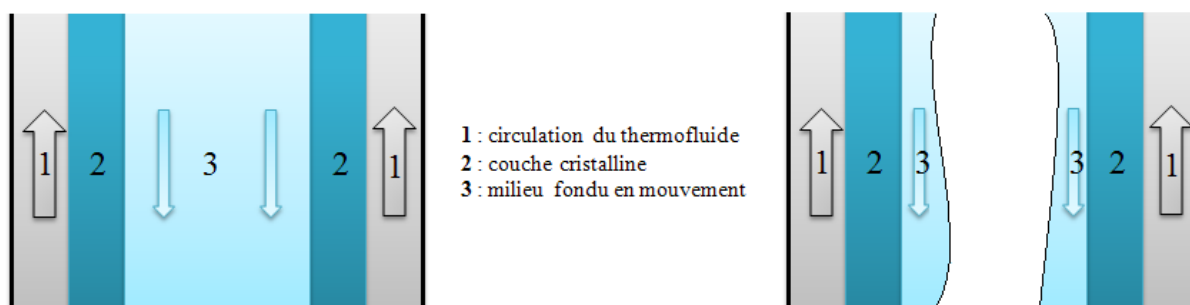 1 2 3 2 1
1 : circulation du thermofluide
2 : couche cristalline
3 : milieu fondu en mouvement
1 2 3 3 2 1